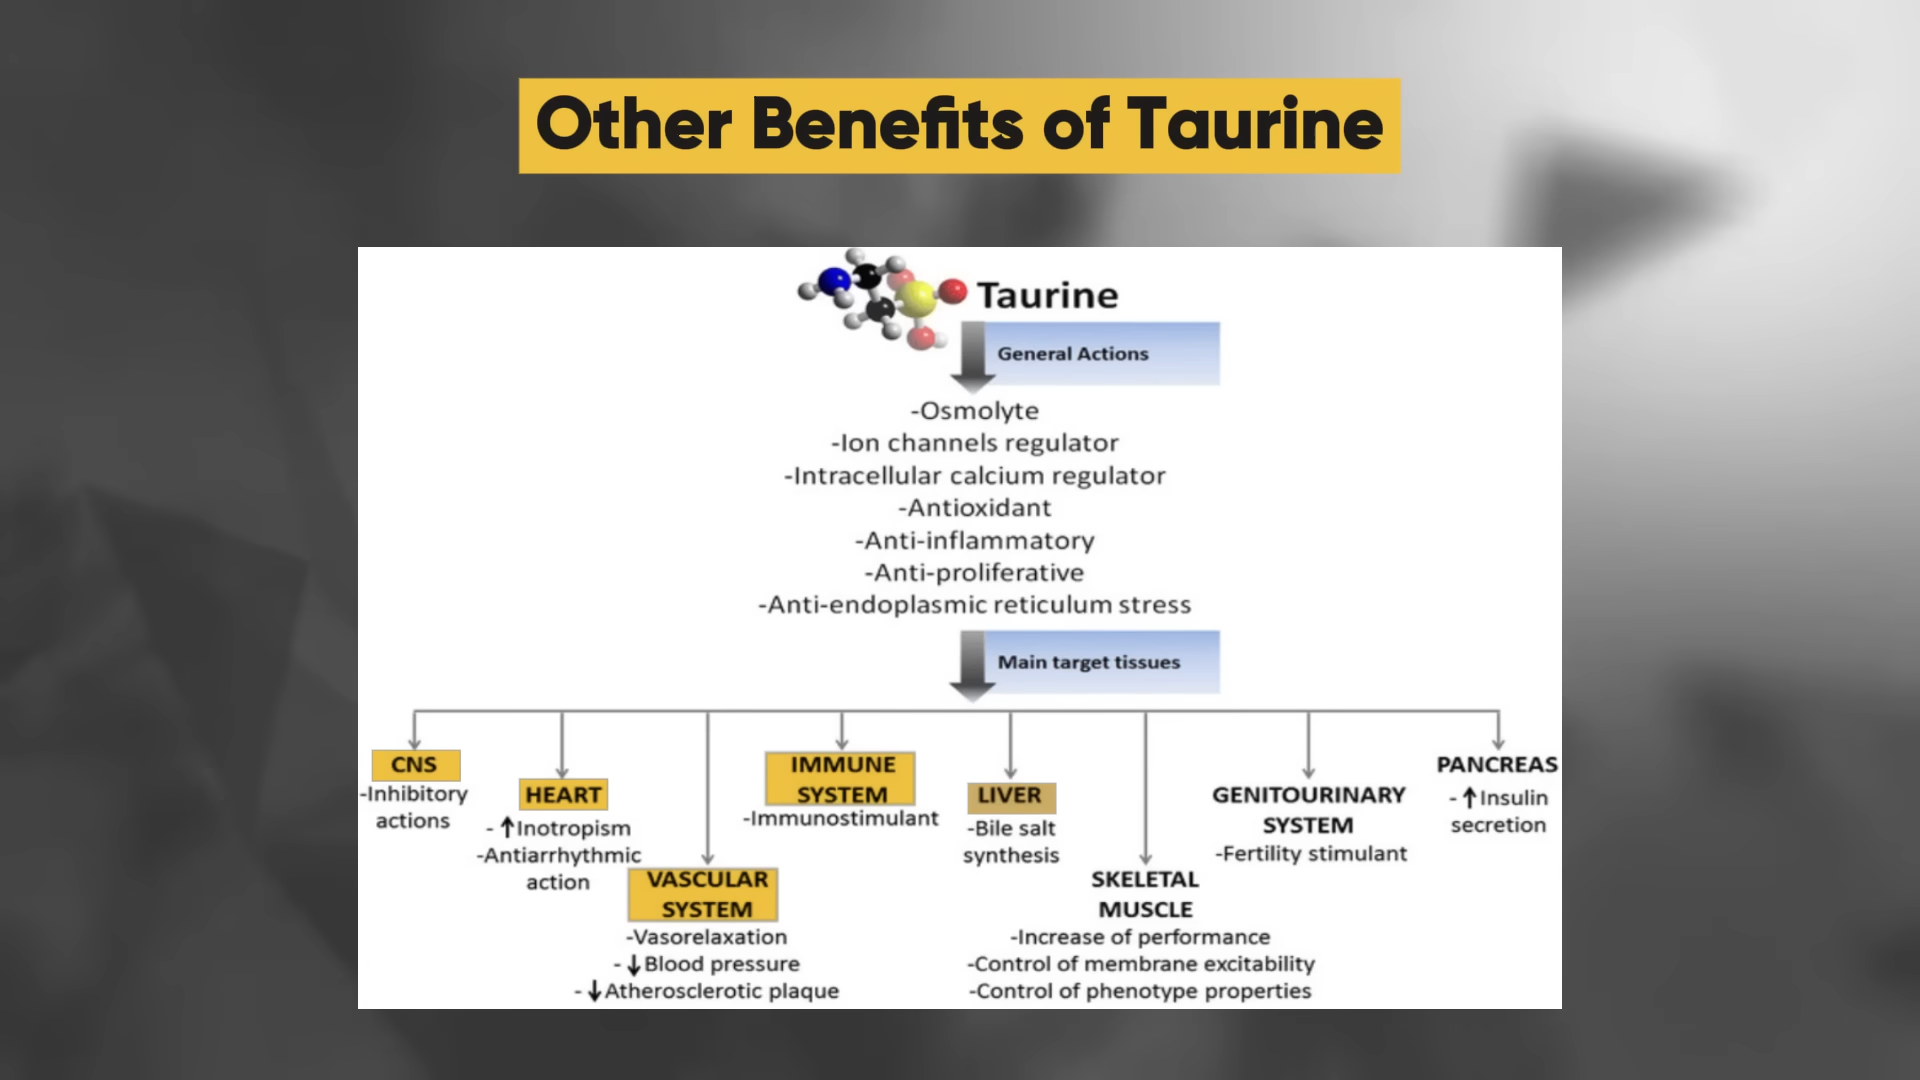 Other Benefits of Taurine
Taurine
General Actions
-Osmolyte
-Ion channels regulator
-Intracellular calcium regulator
-Antioxidant
-Anti-inflammatory
-Anti-proliferative
-Anti-endoplasmic reticulum stress
Main target tissues
CNS
-Inhibitory
actions
HEART
- ↑Inotropism
-Antiarrhythmic
action
VASCULAR
SYSTEM
-Vasorelaxation
- ↓Blood pressure
- ↓Atherosclerotic plaque
IMMUNE
SYSTEM
-Immunostimulant
LIVER
-Bile salt
synthesis
SKELETAL
MUSCLE
-Increase of performance
-Control of membrane excitability
-Control of phenotype properties
GENITOURINARY
SYSTEM
-Fertility stimulant
PANCREAS
- ↑Insulin
secretion